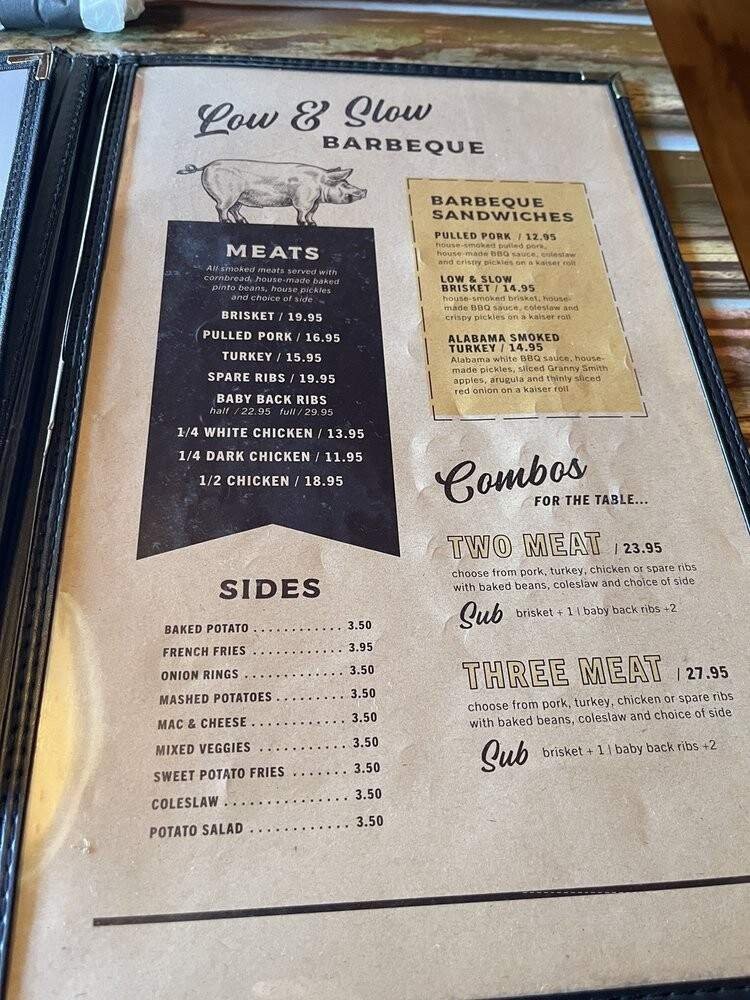 Low & Slow
BARBEQUE
MEATS
All smoked meats served with
cornbread, house-made baked
pinto beans, house pickles
and choice of side
BRISKET / 19.95
PULLED PORK / 16.95
TURKEY / 15.95
SPARE RIBS / 19.95
BABY BACK RIBS
half / 22.95 full / 29.95
1/4 WHITE CHICKEN / 13.95
1/4 DARK CHICKEN / 11.95
1/2 CHICKEN / 18.95
SIDES
BAKED POTATO ............ 3.50
FRENCH FRIES ............ 3.95
ONION RINGS ............. 3.50
MASHED POTATOES ......... 3.50
MAC & CHEESE ............ 3.50
MIXED VEGGIES ........... 3.50
SWEET POTATO FRIES ....... 3.50
COLESLAW ................ 3.50
POTATO SALAD ............ 3.50
BARBEQUE
SANDWICHES
PULLED PORK / 12.95
house-smoked pulled pork,
house-made BBQ sauce, coleslaw
and crispy pickles on a kaiser roll
LOW & SLOW
BRISKET / 14.95
house-smoked brisket, house-
made BBQ sauce, coleslaw and
crispy pickles on a kaiser roll
ALABAMA SMOKED
TURKEY / 14.95
Alabama white BBQ sauce, house-
made pickles, sliced Granny Smith
apples, arugula and thinly sliced
red onion on a kaiser roll
Combos
FOR THE TABLE...
TWO MEAT / 23.95
choose from pork, turkey, chicken or spare ribs
with baked beans, coleslaw and choice of side
Sub brisket + 1 | baby back ribs +2
THREE MEAT / 27.95
choose from pork, turkey, chicken or spare ribs
with baked beans, coleslaw and choice of side
Sub brisket + 1 | baby back ribs +2